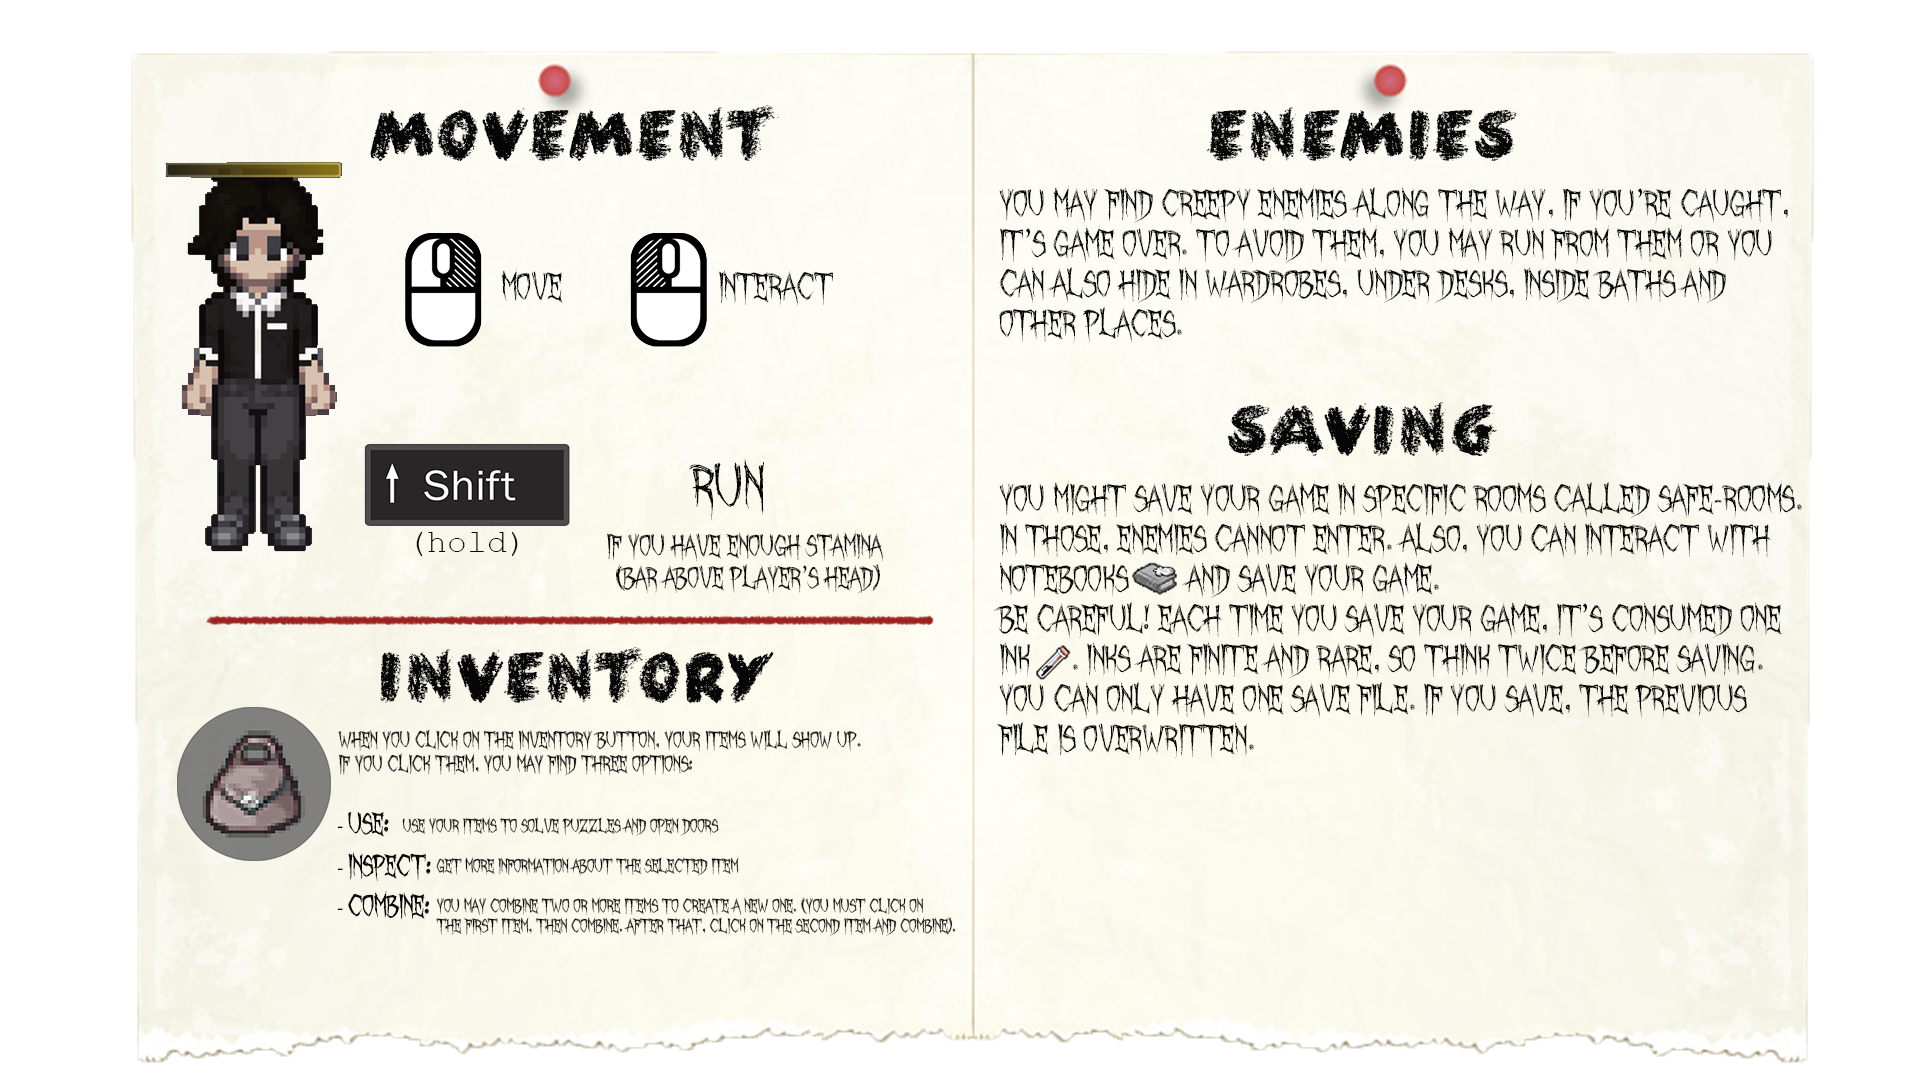 MOVEMENT
MOVE
INTERACT
Shift
(hold)
RUN
IF YOU HAVE ENOUGH STAMINA
(BAR ABOVE PLAYER'S HEAD)
INVENTORY
WHEN YOU CLICK ON THE INVENTORY BUTTON, YOUR ITEMS WILL SHOW UP.
IF YOU CLICK THEM, YOU MAY FIND THREE OPTIONS:
- USE: USE YOUR ITEMS TO SOLVE PUZZLES AND OPEN DOORS
- INSPECT: GET MORE INFORMATION ABOUT THE SELECTED ITEM
- COMBINE: YOU MAY COMBINE TWO OR MORE ITEMS TO CREATE A NEW ONE. (YOU MUST CLICK ON
THE FIRST ITEM, THEN COMBINE. AFTER THAT, CLICK ON THE SECOND ITEM AND COMBINE).
ENEMIES
YOU MAY FIND CREEPY ENEMIES ALONG THE WAY, IF YOU'RE CAUGHT,
IT'S GAME OVER. TO AVOID THEM, YOU MAY RUN FROM THEM OR YOU
CAN ALSO HIDE IN WARDROBES, UNDER DESKS, INSIDE BATHS AND
OTHER PLACES.
SAVING
YOU MIGHT SAVE YOUR GAME IN SPECIFIC ROOMS CALLED SAFE-ROOMS.
IN THOSE, ENEMIES CANNOT ENTER. ALSO, YOU CAN INTERACT WITH
NOTEBOOKS AND SAVE YOUR GAME.
BE CAREFUL! EACH TIME YOU SAVE YOUR GAME, IT'S CONSUMED ONE
INK . INKS ARE FINITE AND RARE, SO THINK TWICE BEFORE SAVING.
YOU CAN ONLY HAVE ONE SAVE FILE. IF YOU SAVE, THE PREVIOUS
FILE IS OVERWRITTEN.